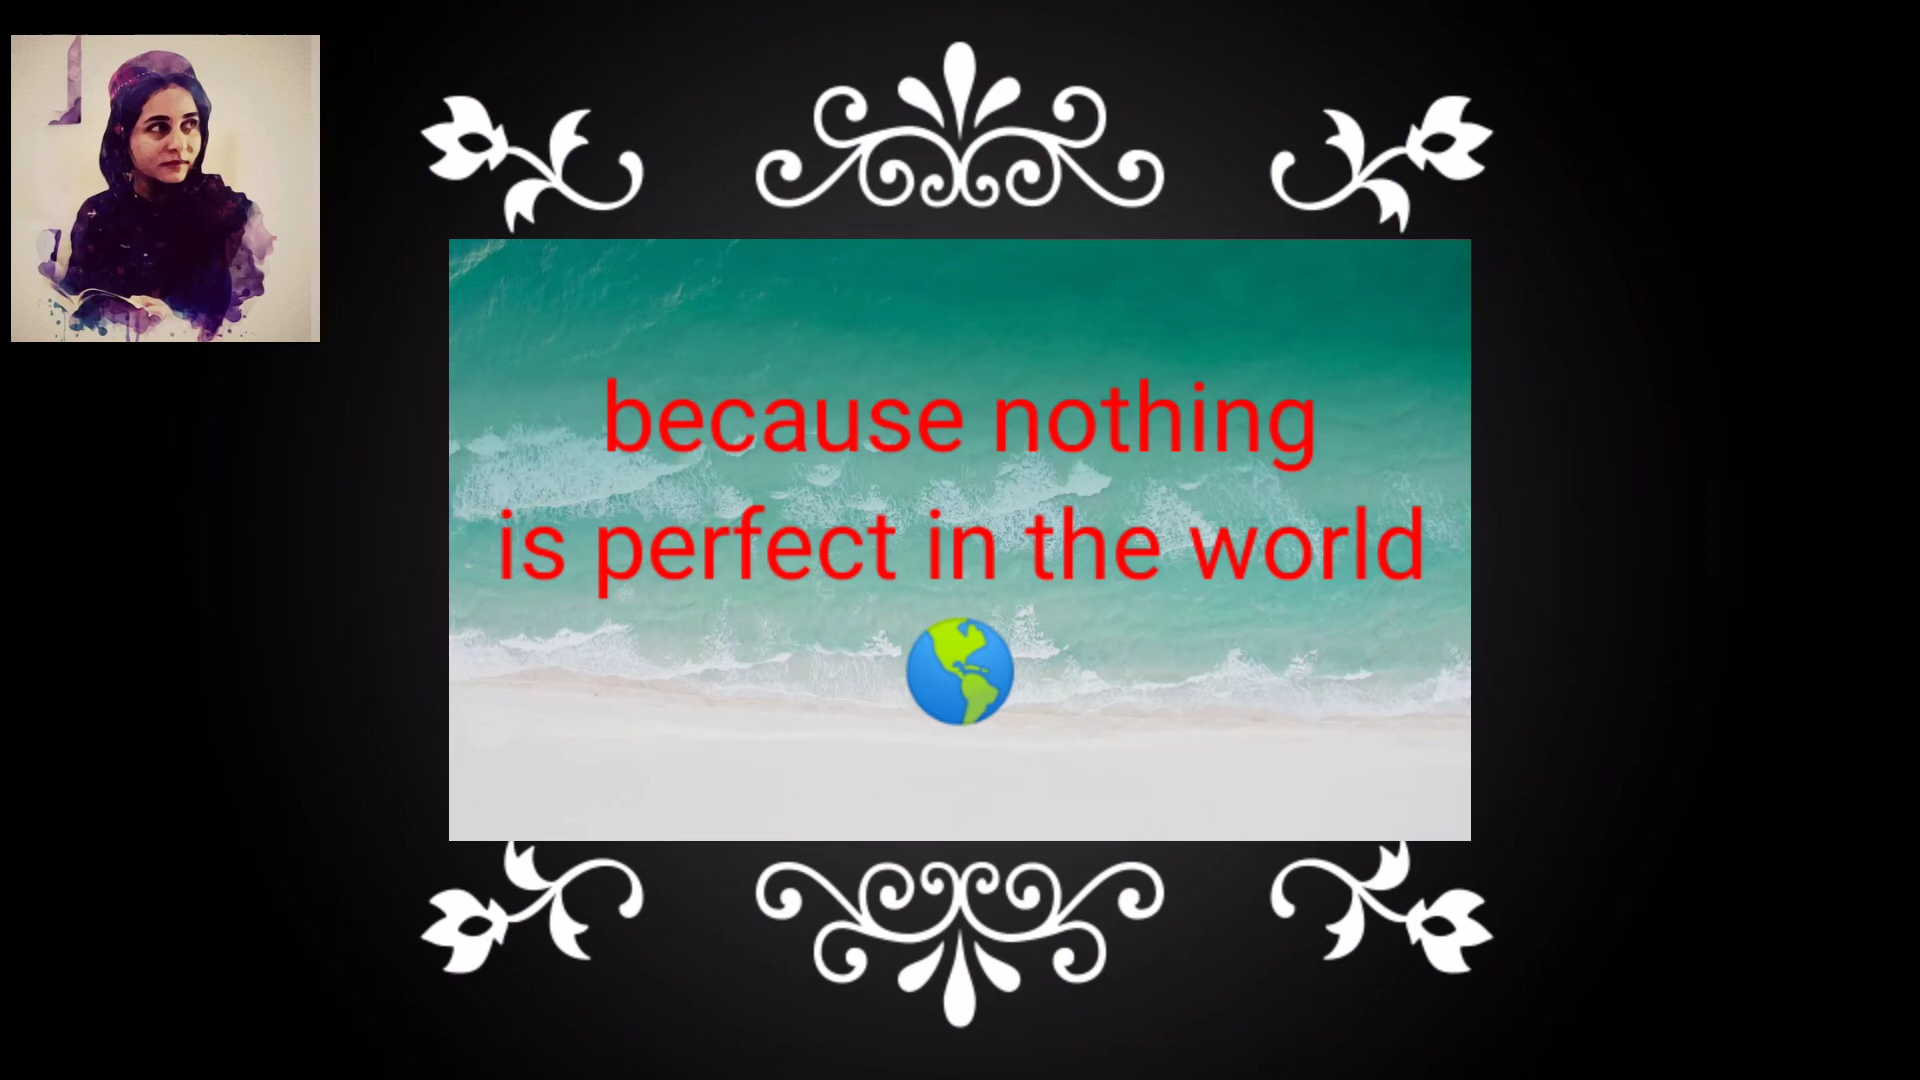 because nothing
is perfect in the world
🌎